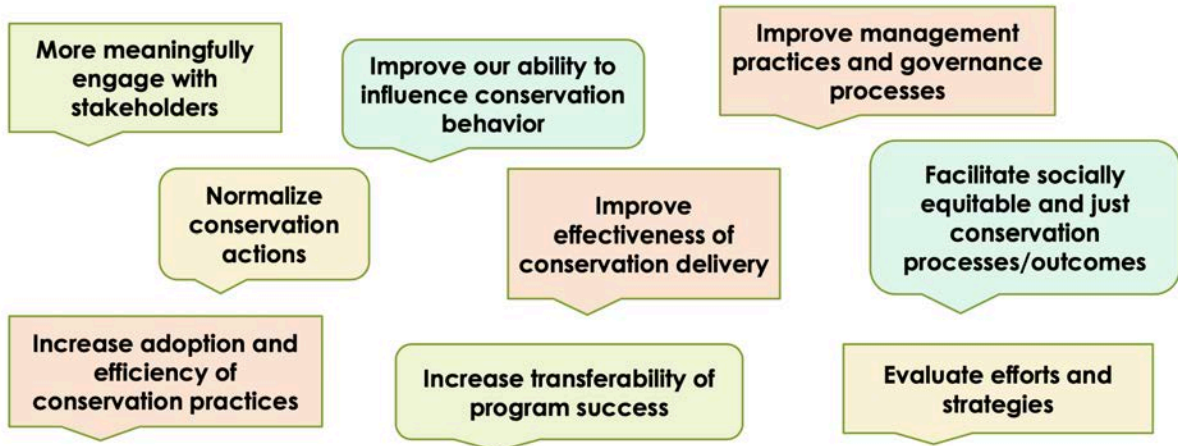 More meaningfully
engage with
stakeholders
Improve our ability to
influence conservation
behavior
Improve management
practices and governance
processes
Normalize
conservation
actions
Improve
effectiveness of
conservation delivery
Facilitate socially
equitable and just
conservation
processes/outcomes
Increase adoption and
efficiency of
conservation practices
Increase transferability of
program success
Evaluate efforts and
strategies